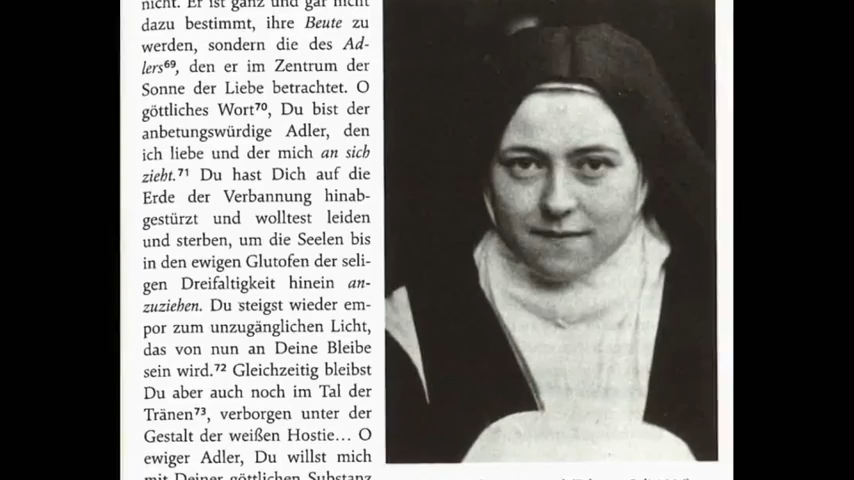 nicht. Er ist ganz und gar nicht
dazu bestimmt, ihre Beute zu
werden, sondern die des Ad-
lers⁶⁹, den er im Zentrum der
Sonne der Liebe betrachtet. O
göttliches Wort⁷⁰, Du bist der
anbetungswürdige Adler, den
ich liebe und der mich an sich
zieht.⁷¹ Du hast Dich auf die
Erde der Verbannung hinab-
gestürzt und wolltest leiden
und sterben, um die Seelen bis
in den ewigen Glutofen der seli-
gen Dreifaltigkeit hinein an-
zuziehen. Du steigst wieder em-
por zum unzugänglichen Licht,
das von nun an Deine Bleibe
sein wird.⁷² Gleichzeitig bleibst
Du aber auch noch im Tal der
Tränen⁷³, verborgen unter der
Gestalt der weißen Hostie... O
ewiger Adler, Du willst mich
mit Deiner göttlichen Substanz